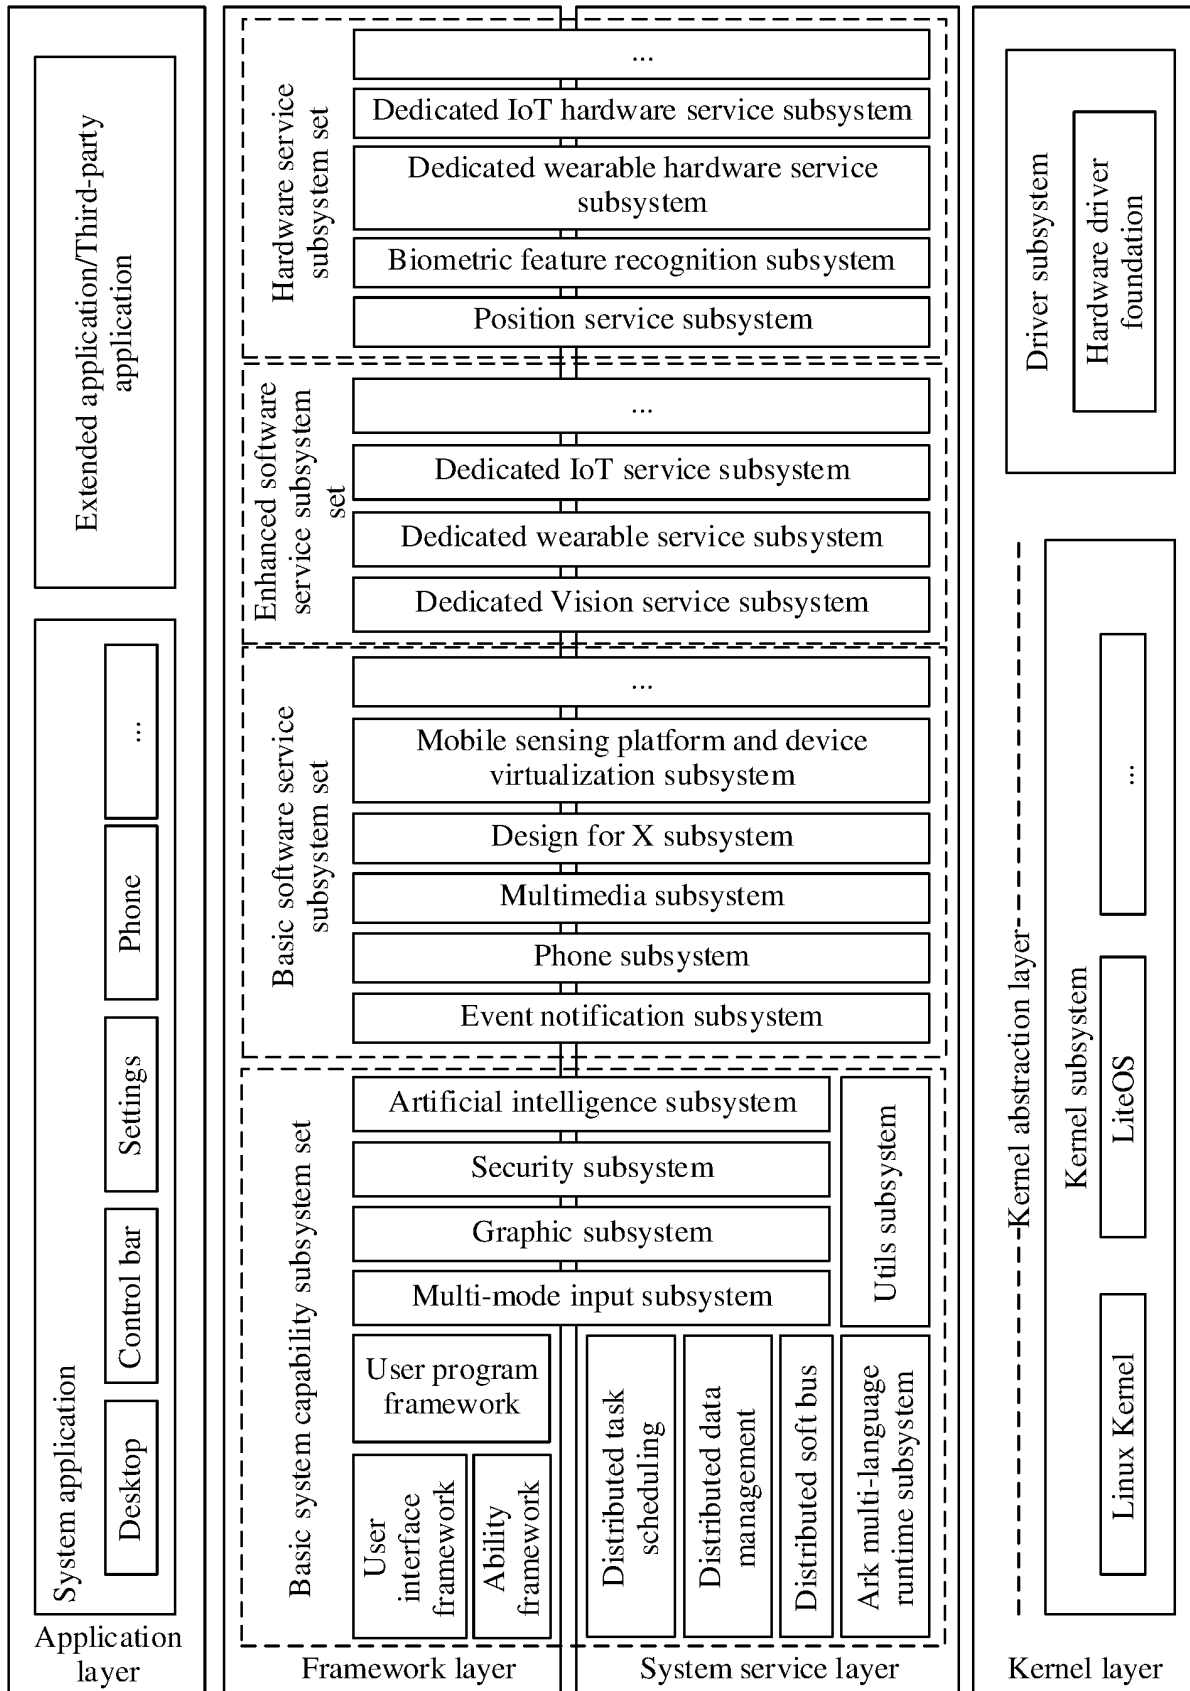 Extended application/Third-party
application
System application
Desktop
Control bar
Settings
Phone
...
Application
layer
Hardware service
subsystem set
...
Dedicated IoT hardware service subsystem
Dedicated wearable hardware service
subsystem
Biometric feature recognition subsystem
Position service subsystem
Enhanced software
service subsystem
set
...
Dedicated IoT service subsystem
Dedicated wearable service subsystem
Dedicated Vision service subsystem
Basic software service
subsystem set
...
Mobile sensing platform and device
virtualization subsystem
Design for X subsystem
Multimedia subsystem
Phone subsystem
Event notification subsystem
Basic system capability subsystem set
Artificial intelligence subsystem
Security subsystem
Graphic subsystem
Multi-mode input subsystem
Utils subsystem
User program
framework
User
interface
framework
Ability
framework
Distributed task
scheduling
Distributed data
management
Distributed soft bus
Ark multi-language
runtime subsystem
Framework layer
System service layer
Driver subsystem
Hardware driver
foundation
Kernel abstraction layer
Kernel subsystem
Linux Kernel
LiteOS
...
Kernel layer